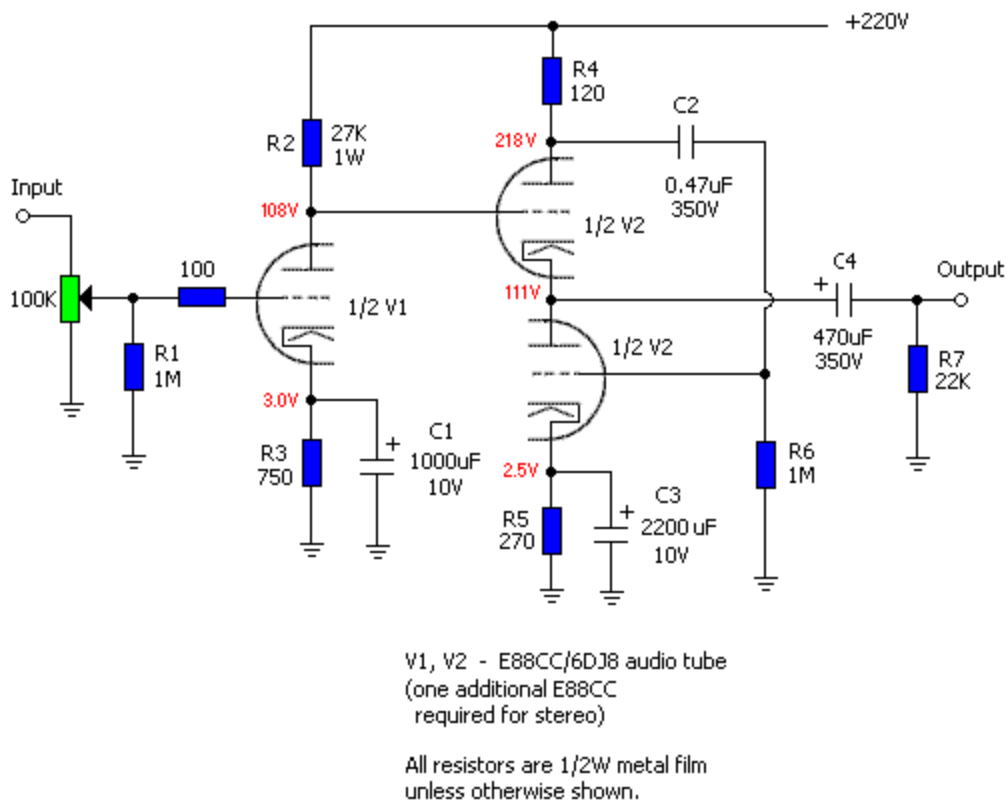 +220V
R4
120
C2
R2
27K
1W
218V
0.47uF
350V
Input
108V
1/2 V2
100
C4
Output
100K
1/2 V1
111V
+
R1
1M
1/2 V2
470uF
350V
R7
22K
3.0V
+
C1
1000uF
10V
R3
750
2.5V
R6
1M
+
C3
2200 uF
10V
R5
270
V1, V2 - E88CC/6DJ8 audio tube
(one additional E88CC
required for stereo)
All resistors are 1/2W metal film
unless otherwise shown.